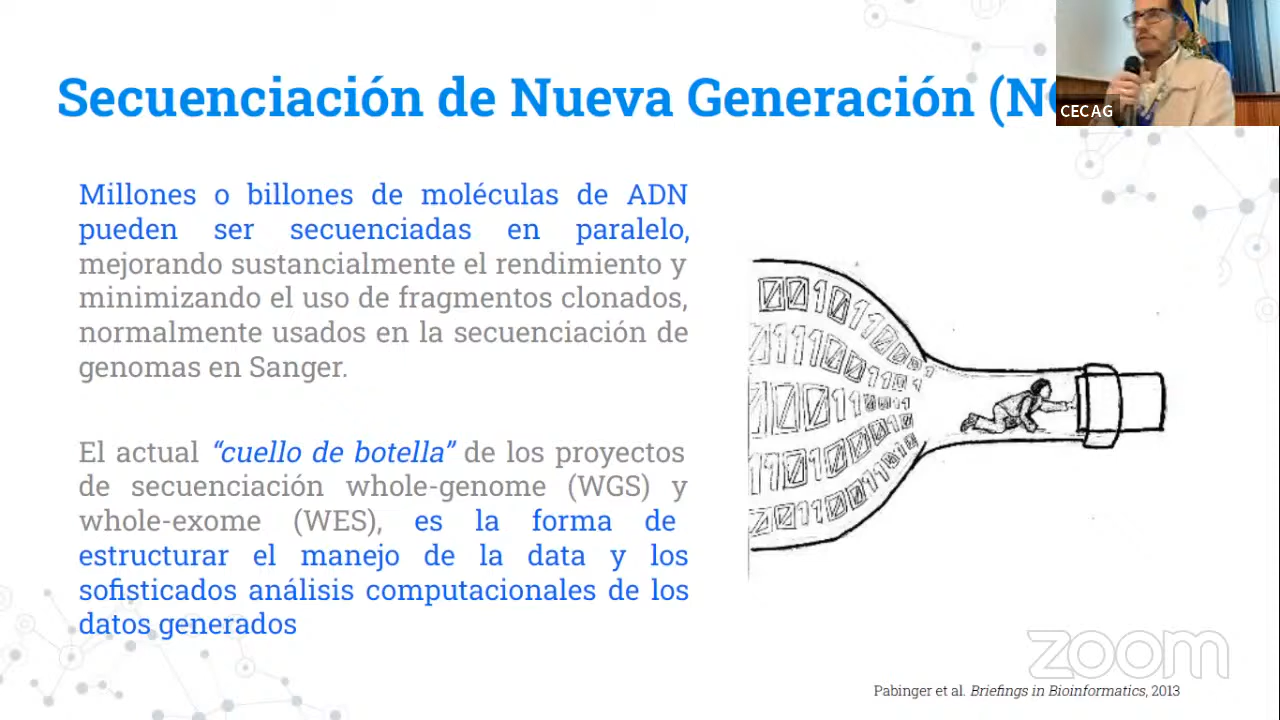 Secuenciación de Nueva Generación (N
CECAG
Millones o billones de moléculas de ADN
pueden ser secuenciadas en paralelo,
mejorando sustancialmente el rendimiento y
minimizando el uso de fragmentos clonados,
normalmente usados en la secuenciación de
genomas en Sanger.
El actual “cuello de botella” de los proyectos
de secuenciación whole-genome (WGS) y
whole-exome (WES), es la forma de
estructurar el manejo de la data y los
sofisticados análisis computacionales de los
datos generados
zoom
Pabinger et al. Briefings in Bioinformatics, 2013